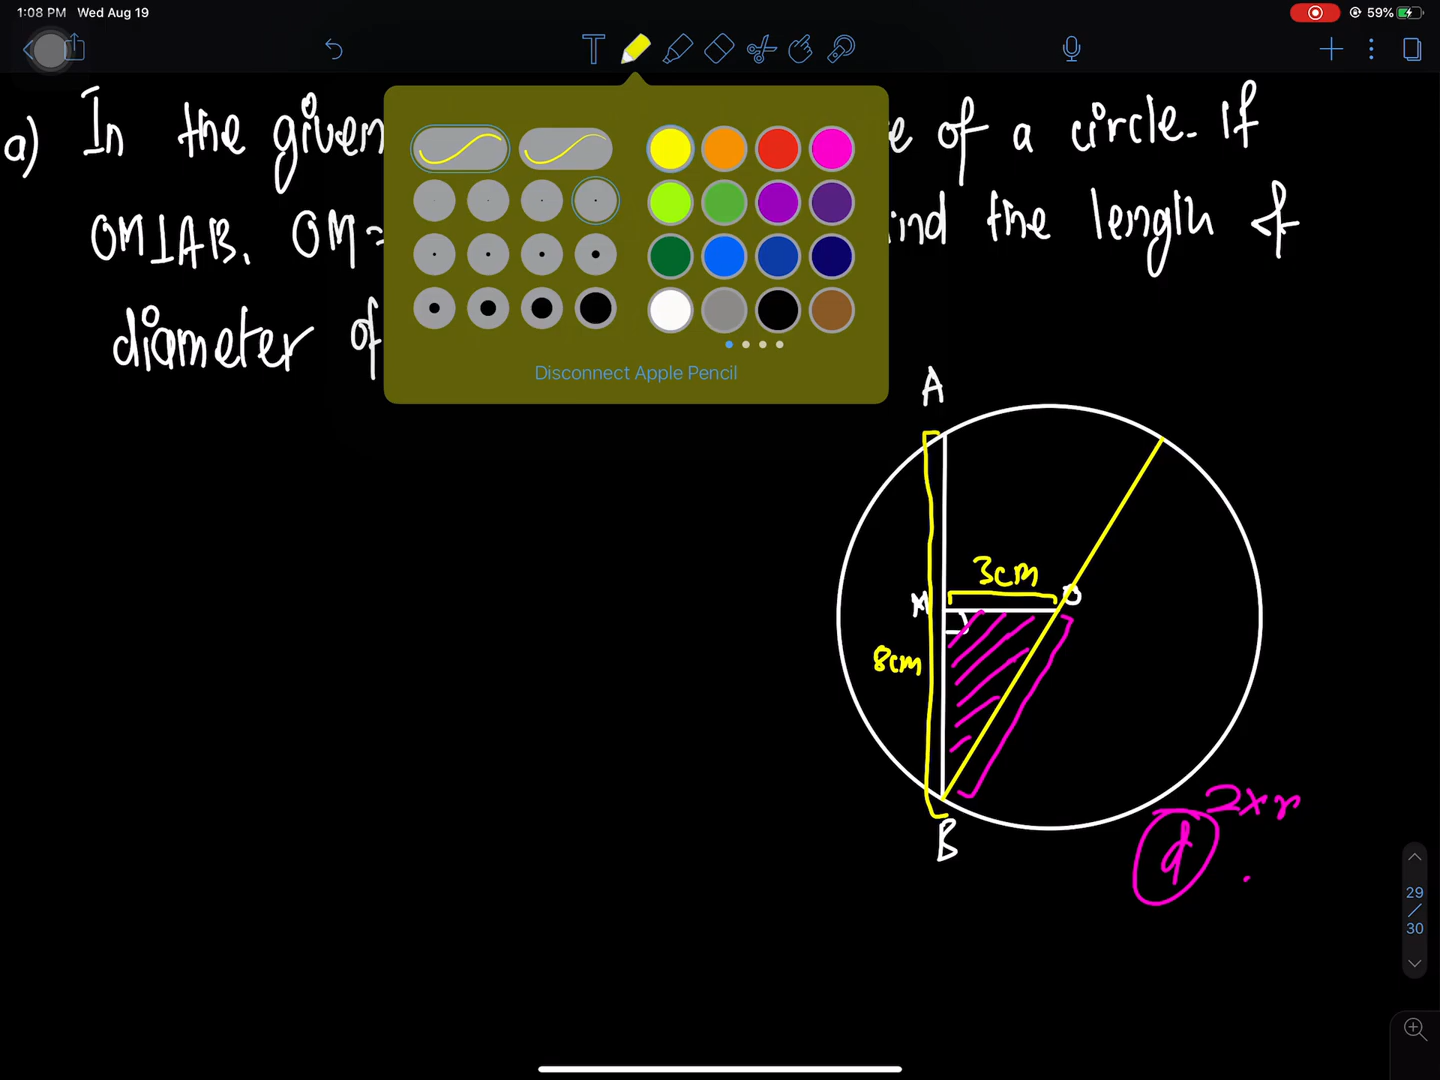 1:08 PM Wed Aug 19
59%
a) In the given of a circle. If
OM⊥AB. OM= the length of
diameter of
Disconnect Apple Pencil
A
3cm
M O
8cm
B
2×r
d
29
/
30